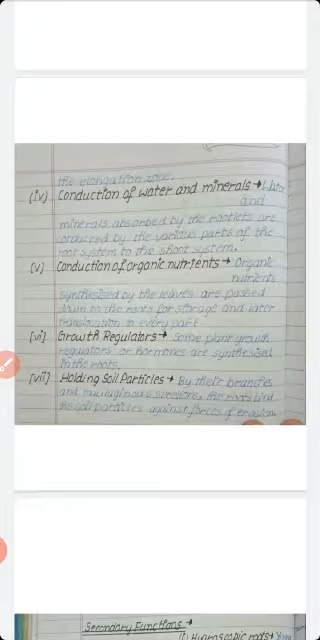 the elongation zone.
(iv) Conduction of water and minerals → Water
and
minerals absorbed by the rootlets are
conduced by the various parts of the
root system to the shoot system.
(v) Conduction of organic nutrients → Organic
nutrients
synthesized by the leaves are passed
down to the roots for storage and later
translocation to every part
[vi] Growth Regulators → Some plant growth
regulators or hormones are synthesised
in the roots.
[vii] Holding Soil Particles → By their branches
and mucilaginous the roots bind
the soil particles against forces of erosion.
Secondary Functions →
(i) Hygroscopic roots →